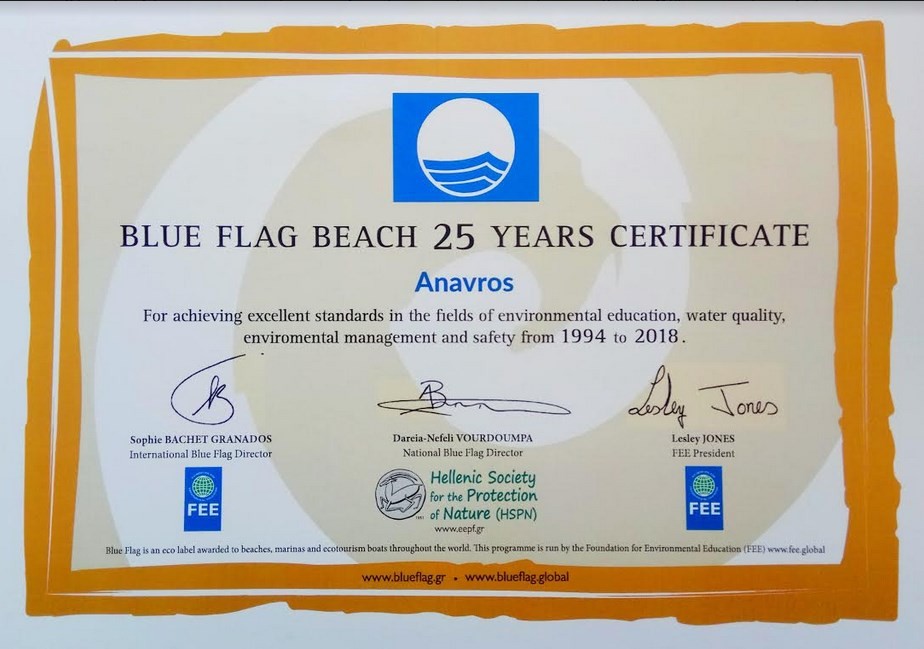 BLUE FLAG BEACH 25 YEARS CERTIFICATE
Anavros
For achieving excellent standards in the fields of environmental education, water quality,
enviromental management and safety from 1994 to 2018.
Lesley Jones
Sophie BACHET GRANADOS
International Blue Flag Director
Dareia-Nefeli VOURDOUMPA
National Blue Flag Director
Lesley JONES
FEE President
FEE
Hellenic Society
for the Protection
of Nature (HSPN)
www.eepf.gr
FEE
Blue Flag is an eco label awarded to beaches, marinas and ecotourism boats throughout the world. This programme is run by the Foundation for Environmental Education (FEE) www.fee.global
www.blueflag.gr • www.blueflag.global